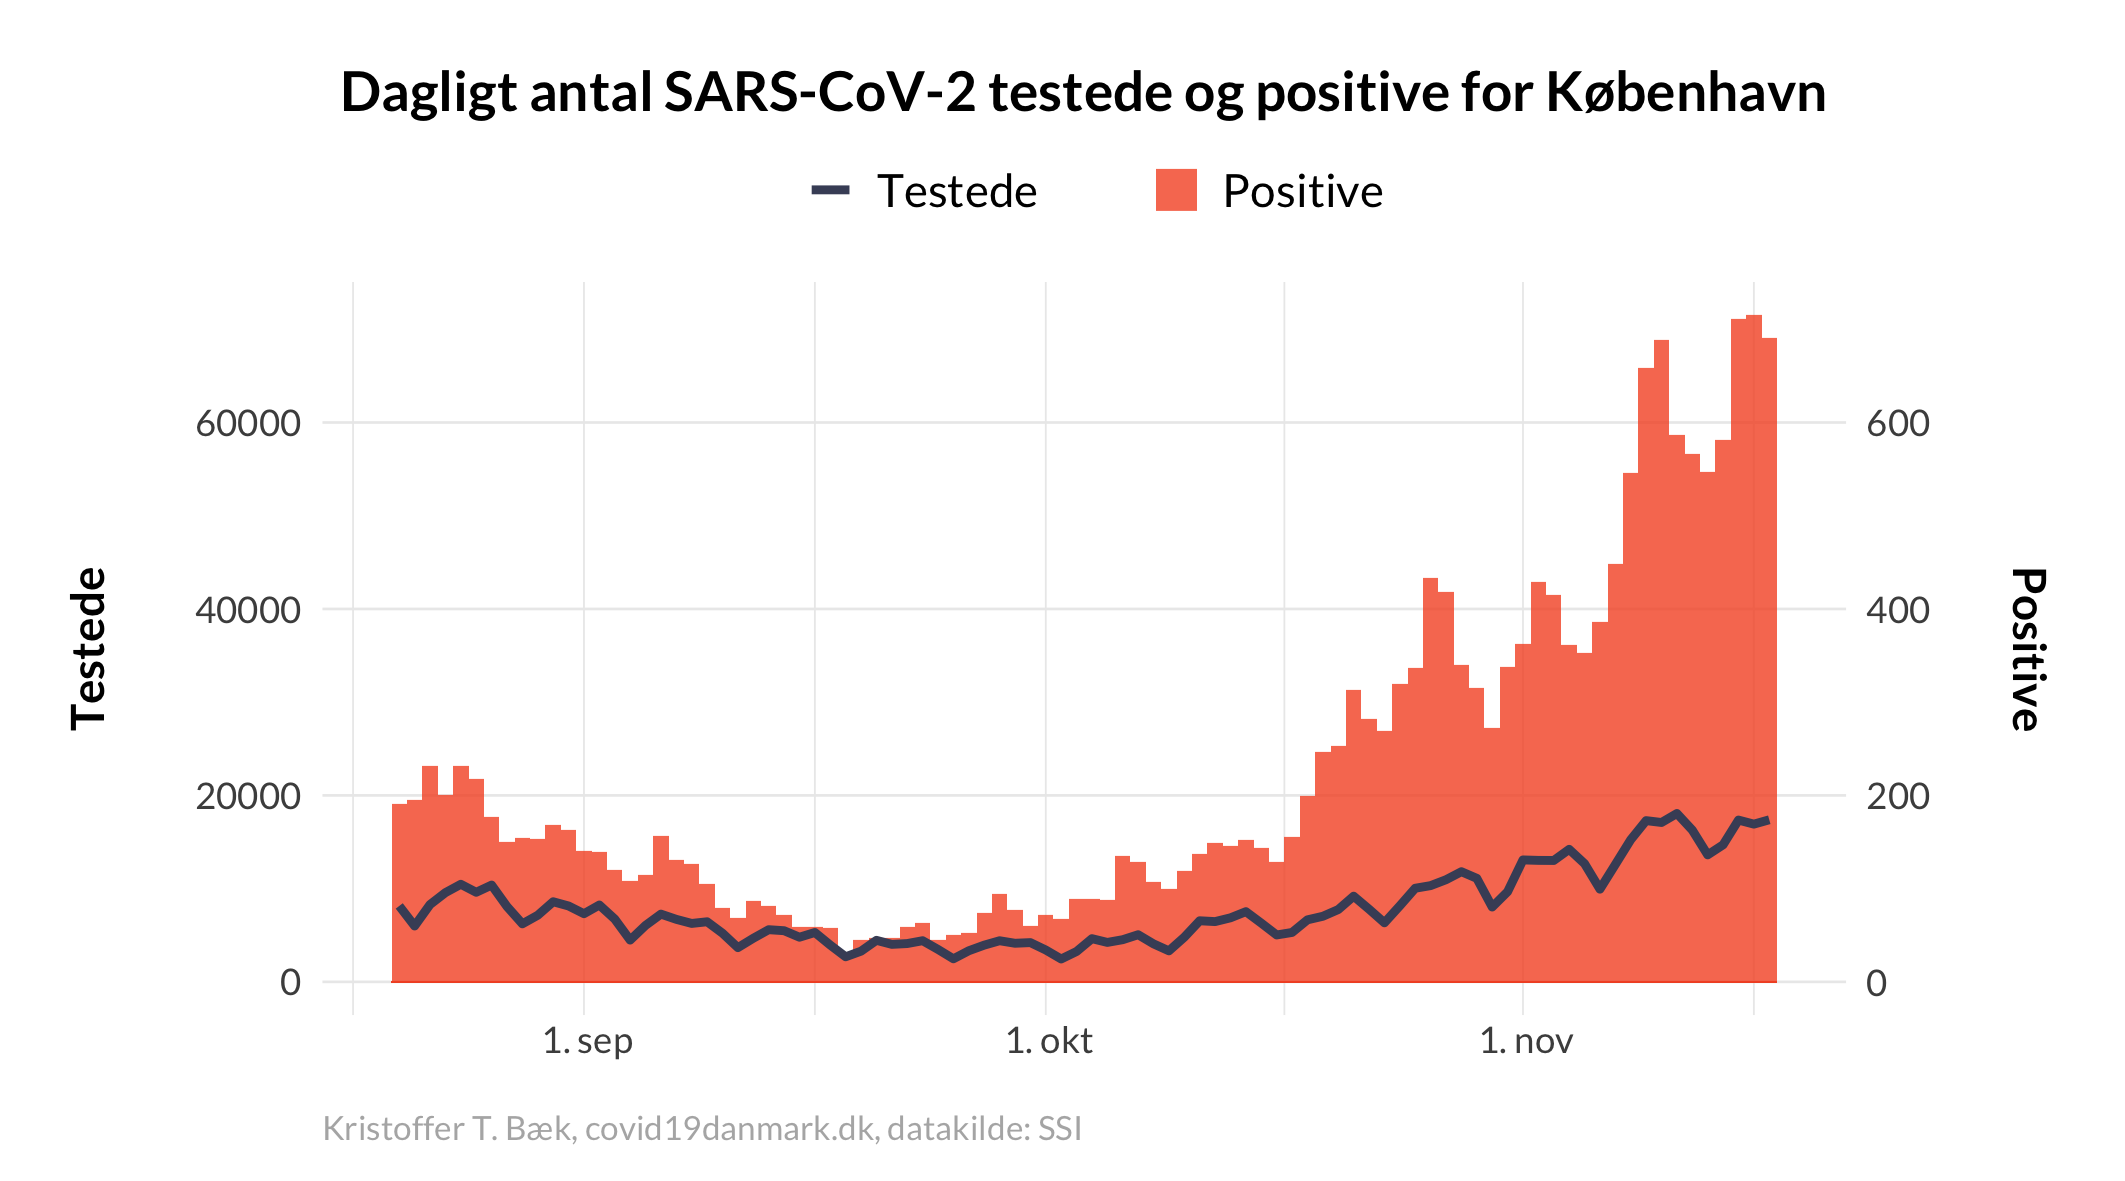 Dagligt antal SARS-CoV-2 testede og positive for København
Testede
Positive
60000
40000
20000
0
600
400
200
0
Testede
Positive
1. sep
1. okt
1. nov
Kristoffer T. Bæk, covid19danmark.dk, datakilde: SSI